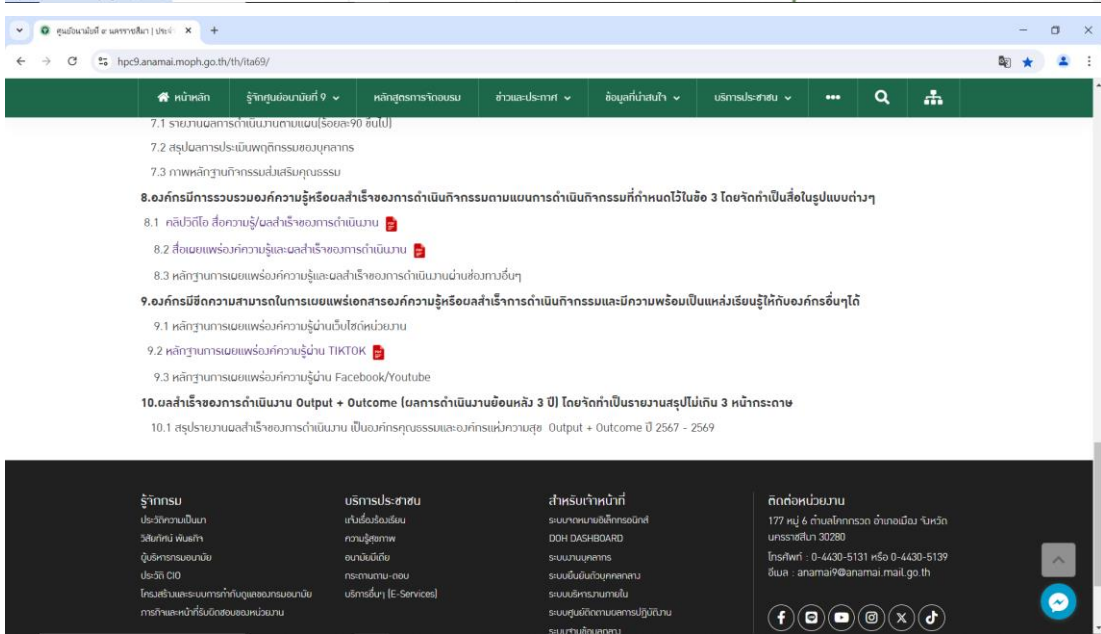 ศูนย์อนามัยที่ ๙ นครราชสีมา | ประจำ
hpc9.anamai.moph.go.th/th/ita69/
หน้าหลัก รู้จักศูนย์อนามัยที่ 9 หลักสูตรการจัดอบรม ข่าวและประกาศ ข้อมูลที่น่าสนใจ บริการประชาชน
7.1 รายงานผลการดำเนินงานตามแผน(ร้อยละ90 ขึ้นไป)
7.2 สรุปผลการประเมินพฤติกรรมของบุคลากร
7.3 ภาพหลักฐานกิจกรรมส่งเสริมคุณธรรม
8.องค์กรมีการรวบรวมองค์ความรู้หรือผลสำเร็จของการดำเนินกิจกรรมตามแผนการดำเนินกิจกรรมที่กำหนดไว้ในข้อ 3 โดยจัดทำเป็นสื่อในรูปแบบต่างๆ
8.1 คลิปวิดีโอ สื่อความรู้/ผลสำเร็จของการดำเนินงาน
8.2 สื่อเผยแพร่องค์ความรู้และผลสำเร็จของการดำเนินงาน
8.3 หลักฐานการเผยแพร่องค์ความรู้และผลสำเร็จของการดำเนินงานผ่านช่องทางอื่นๆ
9.องค์กรมีขีดความสามารถในการเผยแพร่เอกสารองค์ความรู้หรือผลสำเร็จการดำเนินกิจกรรมและมีความพร้อมเป็นแหล่งเรียนรู้ให้กับองค์กรอื่นๆได้
9.1 หลักฐานการเผยแพร่องค์ความรู้ผ่านเว็บไซต์หน่วยงาน
9.2 หลักฐานการเผยแพร่องค์ความรู้ผ่าน TIKTOK
9.3 หลักฐานการเผยแพร่องค์ความรู้ผ่าน Facebook/Youtube
10.ผลสำเร็จของการดำเนินงาน Output + Outcome (ผลการดำเนินงานย้อนหลัง 3 ปี) โดยจัดทำเป็นรายงานสรุปไม่เกิน 3 หน้ากระดาษ
10.1 สรุปรายงานผลสำเร็จของการดำเนินงาน เป็นองค์กรคุณธรรมและองค์กรแห่งความสุข Output + Outcome ปี 2567 - 2569
รู้จักกรม
ประวัติความเป็นมา
วิสัยทัศน์ พันธกิจ
ผู้บริหารกรมอนามัย
ประวัติ CIO
โครงสร้างและระบบการกำกับดูแลของกรมอนามัย
ภารกิจและหน้าที่รับผิดชอบของหน่วยงาน
บริการประชาชน
แจ้งเรื่องร้องเรียน
ความรู้สุขภาพ
อนามัยมีเดีย
กระดานถาม-ตอบ
บริการอื่นๆ (E-Services)
สำหรับเจ้าหน้าที่
ระบบจดหมายอิเล็กทรอนิกส์
DOH DASHBOARD
ระบบงานบุคลากร
ระบบยืนยันตัวบุคคลกลาง
ระบบบริหารงานภายใน
ระบบศูนย์ติดตามผลการปฏิบัติงาน
ระบบฐานข้อมูลกลาง
ติดต่อหน่วยงาน
177 หมู่ 6 ตำบลโคกกรวด อำเภอเมือง จังหวัด
นครราชสีมา 30280
โทรศัพท์ : 0-4430-5131 หรือ 0-4430-5139
อีเมล : anamai9@anamai.mail.go.th